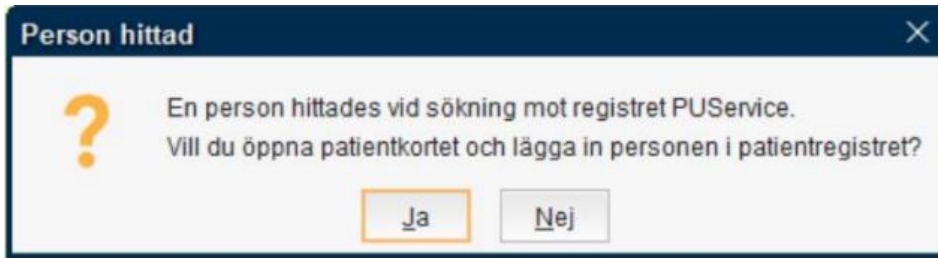 Person hittad
En person hittades vid sökning mot registret PUService.
Vill du öppna patientkortet och lägga in personen i patientregistret?
Ja Nej